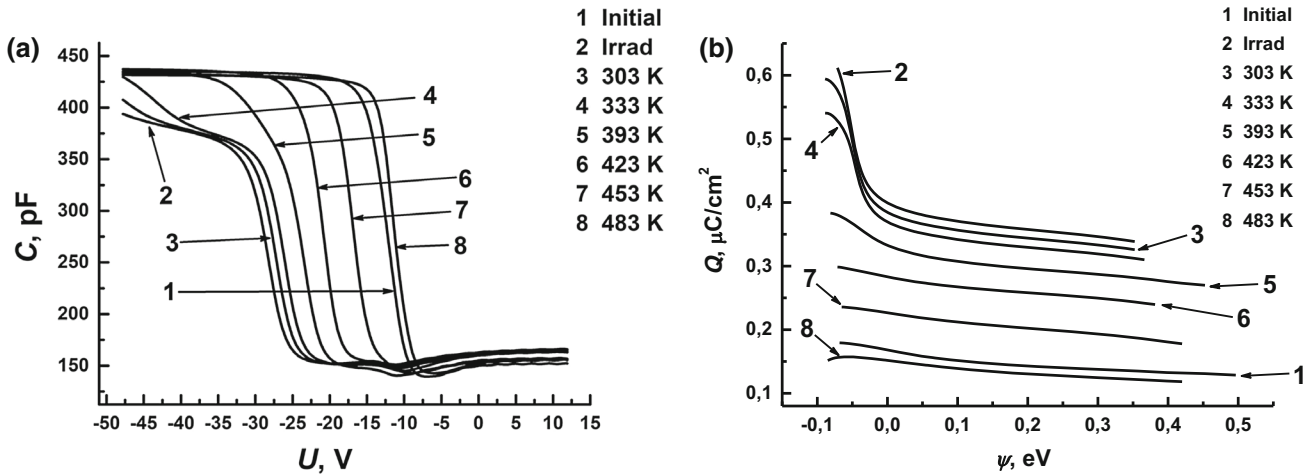 (a)
C, pF
450
400
350
300
250
200
150
-50 -45 -40 -35 -30 -25 -20 -15 -10 -5 0 5 10 15
U, V
4
5
2
6
7
3
8
1
1 Initial
2 Irrad
3 303 K
4 333 K
5 393 K
6 423 K
7 453 K
8 483 K
(b)
Q, μC/cm²
0,6
0,5
0,4
0,3
0,2
0,1
-0,1 0,0 0,1 0,2 0,3 0,4 0,5
ψ, eV
2
4
3
5
7
6
8
1
1 Initial
2 Irrad
3 303 K
4 333 K
5 393 K
6 423 K
7 453 K
8 483 K